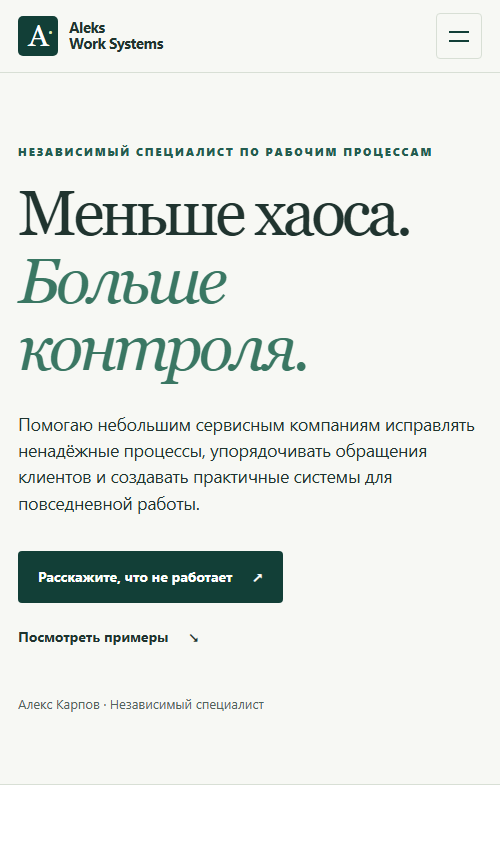 A
Aleks
Work Systems
НЕЗАВИСИМЫЙ СПЕЦИАЛИСТ ПО РАБОЧИМ ПРОЦЕССАМ
Меньше хаоса.
Больше
контроля.
Помогаю небольшим сервисным компаниям исправлять
ненадёжные процессы, упорядочивать обращения
клиентов и создавать практичные системы для
повседневной работы.
Расскажите, что не работает ↗
Посмотреть примеры ↘
Алекс Карпов · Независимый специалист